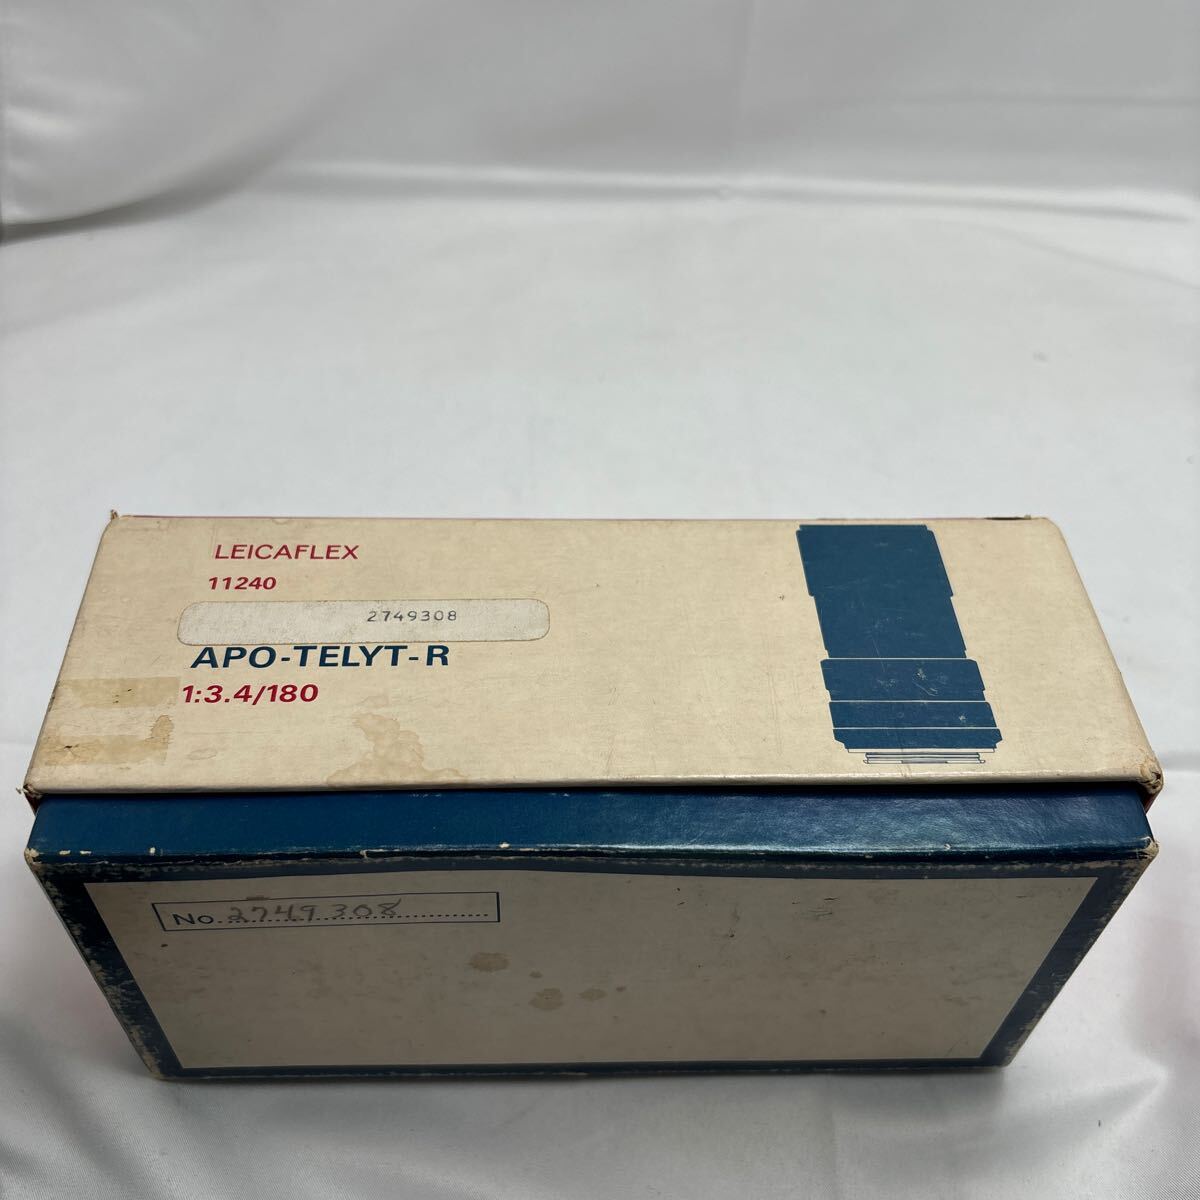 LEICAFLEX
11240
2749308
APO-TELYT-R
1:3.4/180
No. 2749308